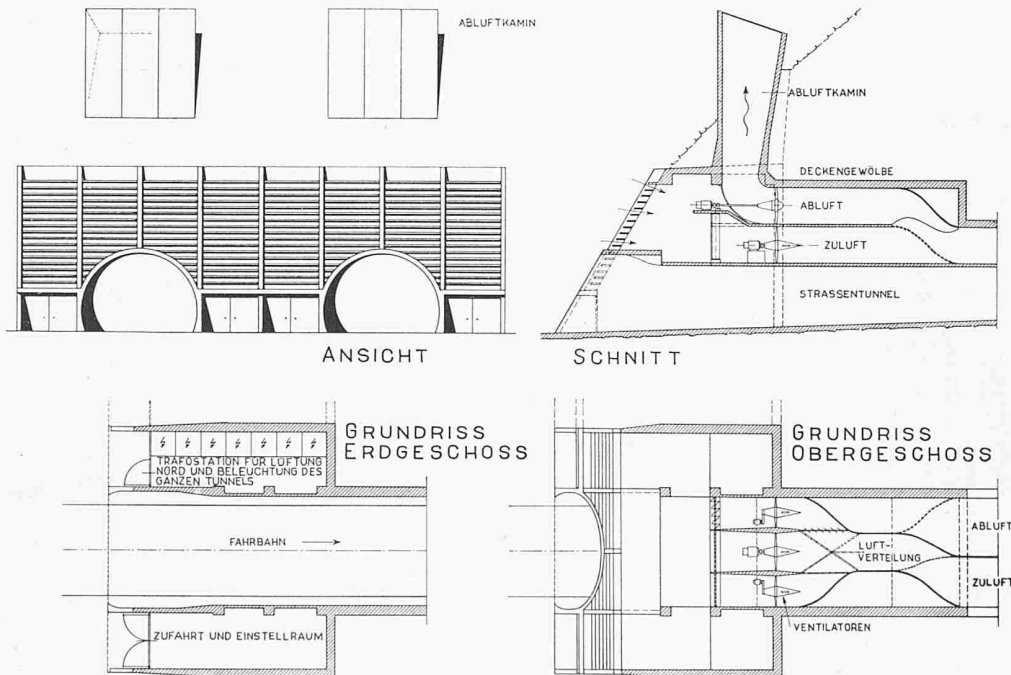 ABLUFTKAMIN
ABLUFTKAMIN
DECKENGEWÖLBE
ABLUFT
ZULUFT
STRASSENTUNNEL
ANSICHT
SCHNITT
GRUNDRISS
ERDGESCHOSS
TRAFOSTATION FÜR LÜFTUNG
NORD UND BELEUCHTUNG DES
GANZEN TUNNELS
FAHRBAHN
ZUFAHRT UND EINSTELLRAUM
GRUNDRISS
OBERGESCHOSS
ABLUFT
LUFT-
VERTEILUNG
ZULUFT
VENTILATOREN